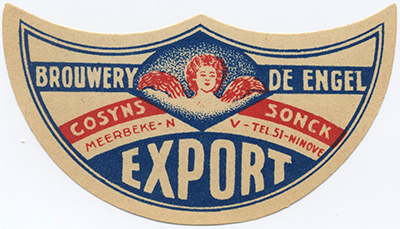 BROUWERY DE ENGEL
COSYNS SONCK
MEERBEKE-N V-TEL.51-NINOVE
EXPORT